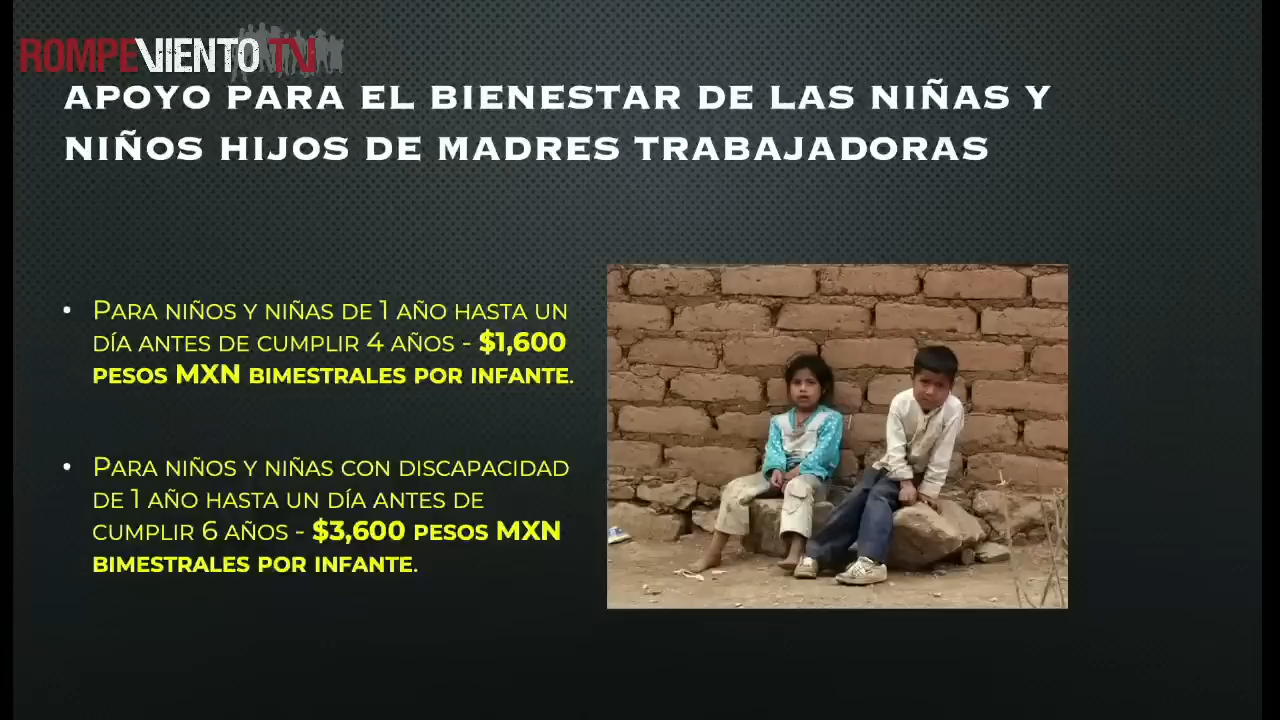 ROMPEVIENTO TV
APOYO PARA EL BIENESTAR DE LAS NIÑAS Y
NIÑOS HIJOS DE MADRES TRABAJADORAS
• PARA NIÑOS Y NIÑAS DE 1 AÑO HASTA UN
DÍA ANTES DE CUMPLIR 4 AÑOS - $1,600
PESOS MXN BIMESTRALES POR INFANTE.
• PARA NIÑOS Y NIÑAS CON DISCAPACIDAD
DE 1 AÑO HASTA UN DÍA ANTES DE
CUMPLIR 6 AÑOS - $3,600 PESOS MXN
BIMESTRALES POR INFANTE.